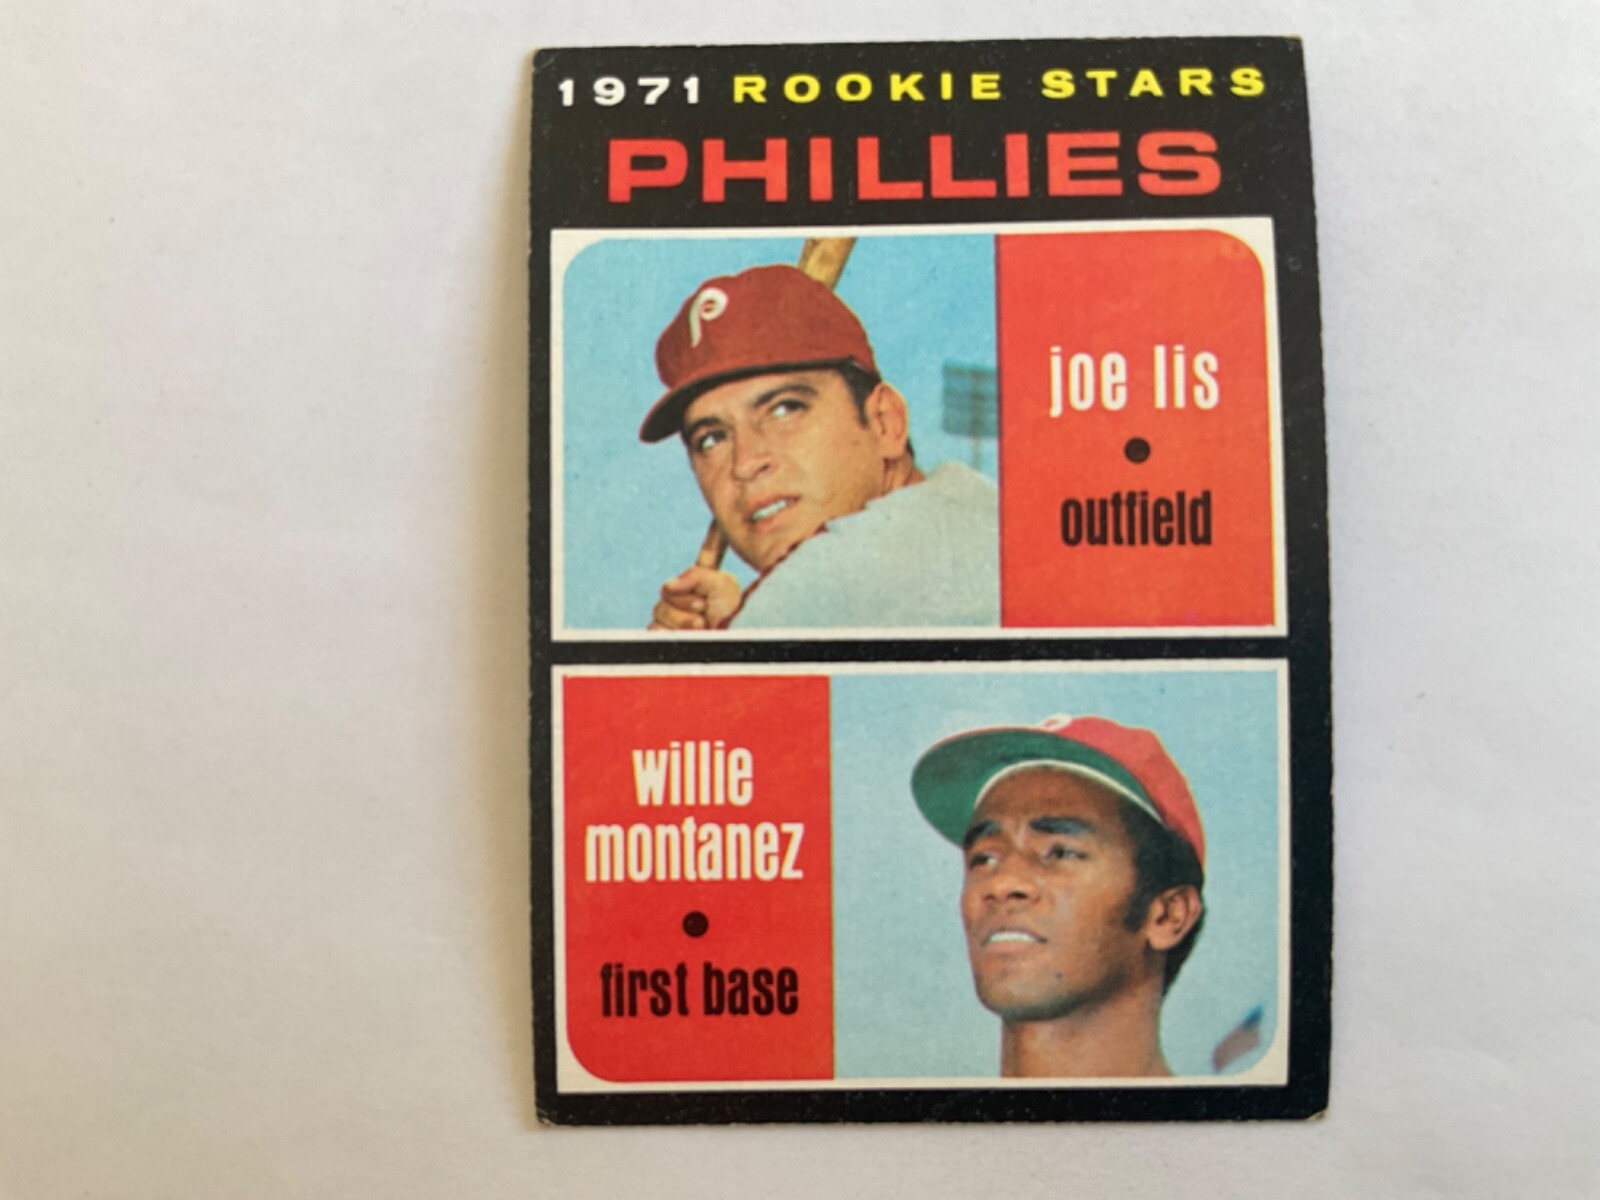 1971 ROOKIE STARS
PHILLIES
joe lis
outfield
willie
montanez
first base
P
P